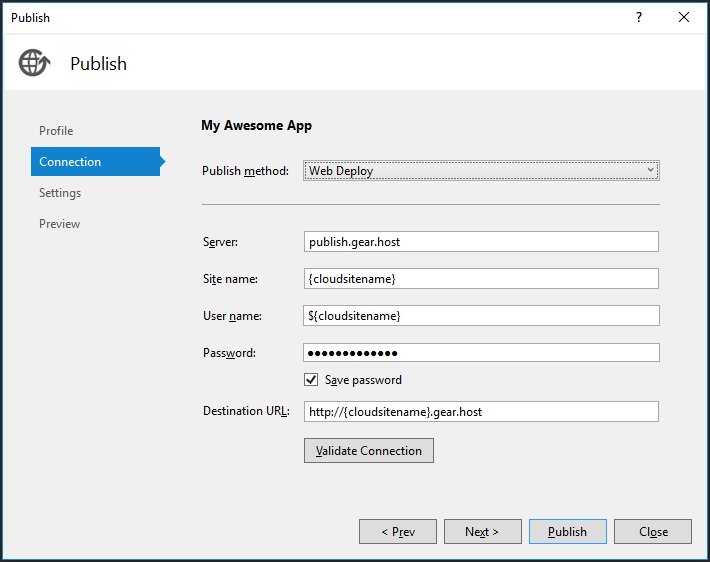 Publish
?
Publish
Profile
Connection
Settings
Preview
My Awesome App
Publish method: Web Deploy
Server: publish.gear.host
Site name: {cloudsitename}
User name: ${cloudsitename}
Password: ●●●●●●●●●●●●●
Save password
Destination URL: http://{cloudsitename}.gear.host
Validate Connection
< Prev Next > Publish Close